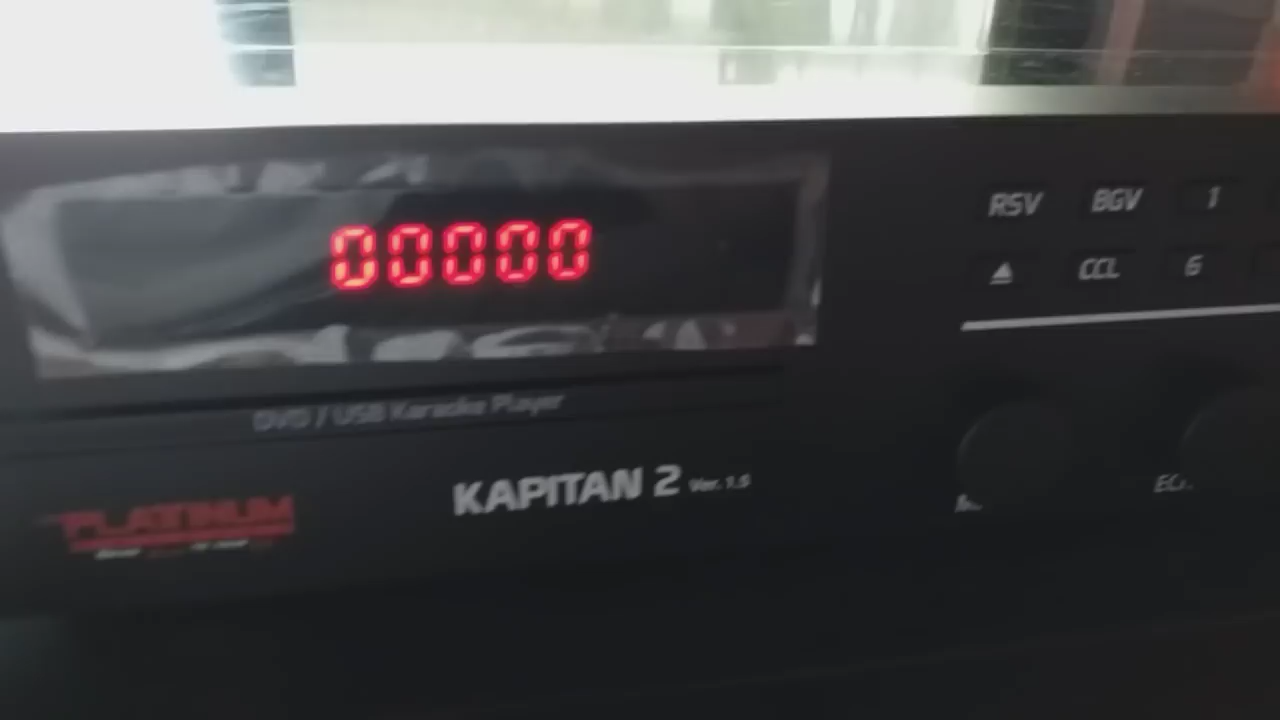 00000
RSV BGV 1
CCL 6
DVD / USB Karaoke Player
KAPITAN 2 Ver. 1.5
PLATINUM